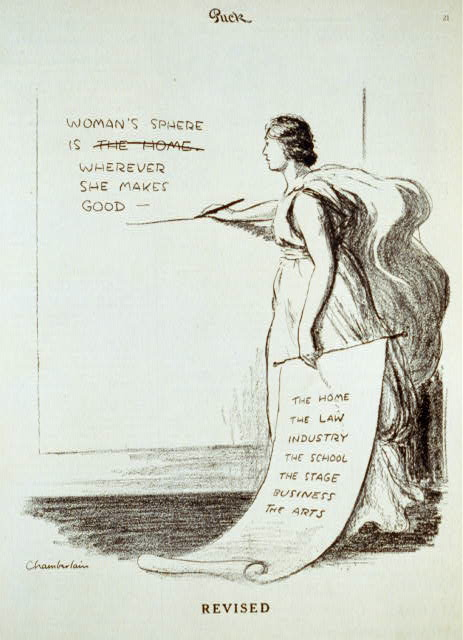 Puck
21
WOMAN'S SPHERE
IS THE HOME.
WHEREVER
SHE MAKES
GOOD —
THE HOME
THE LAW
INDUSTRY
THE SCHOOL
THE STAGE
BUSINESS
THE ARTS
Chamberlain
REVISED